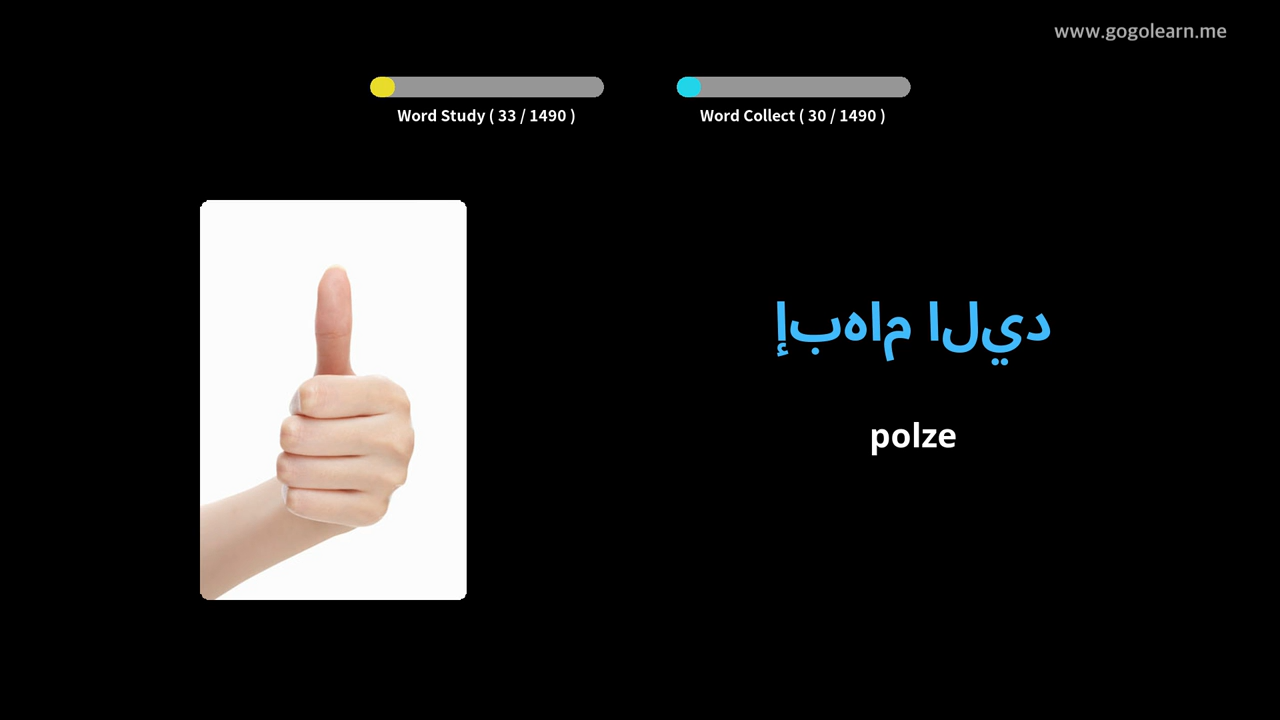 www.gogolearn.me
Word Study ( 33 / 1490 )
Word Collect ( 30 / 1490 )
إبهام اليد
polze